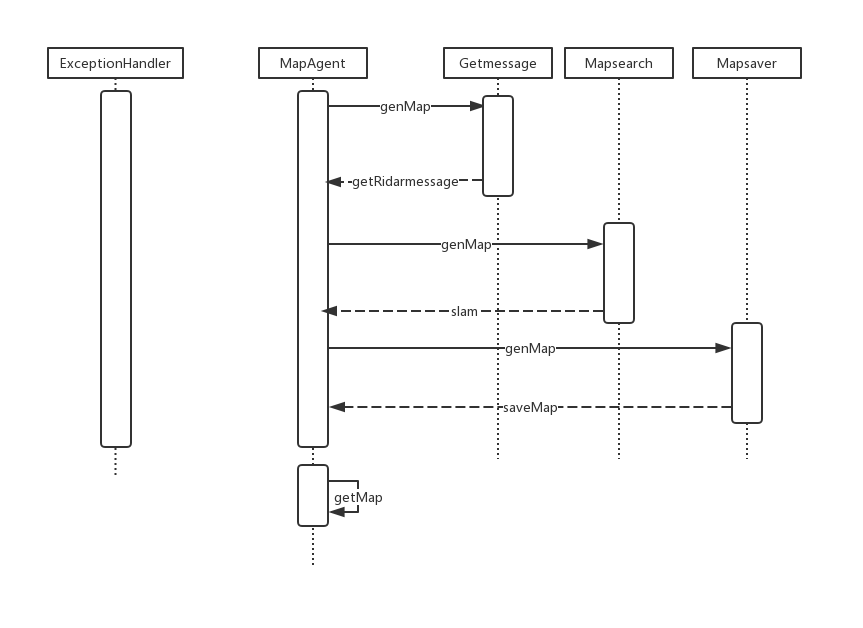 ExceptionHandler
MapAgent
Getmessage
Mapsearch
Mapsaver
genMap
getRidarmessage
genMap
slam
genMap
saveMap
getMap